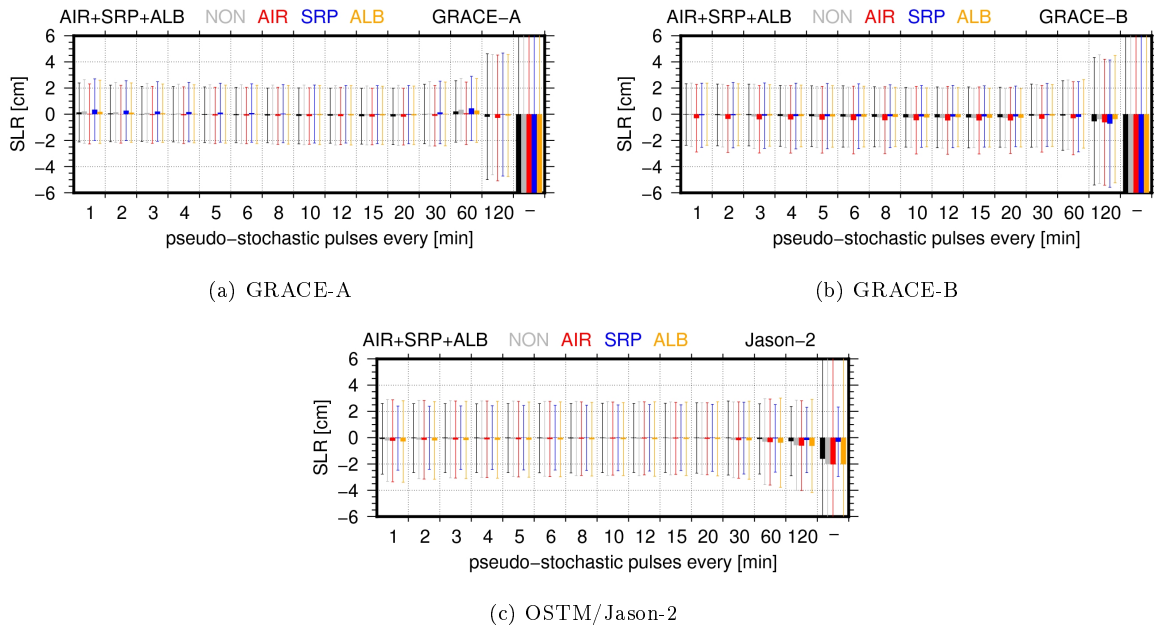 AIR+SRP+ALB NON AIR SRP ALB GRACE−A
6
4
2
0
−2
−4
−6
SLR [cm]
1 2 3 4 5 6 8 10 12 15 20 30 60 120 −
pseudo−stochastic pulses every [min]
(a) GRACE-A
AIR+SRP+ALB NON AIR SRP ALB GRACE−B
6
4
2
0
−2
−4
−6
SLR [cm]
1 2 3 4 5 6 8 10 12 15 20 30 60 120 −
pseudo−stochastic pulses every [min]
(b) GRACE-B
AIR+SRP+ALB NON AIR SRP ALB Jason−2
6
4
2
0
−2
−4
−6
SLR [cm]
1 2 3 4 5 6 8 10 12 15 20 30 60 120 −
pseudo−stochastic pulses every [min]
(c) OSTM/Jason-2